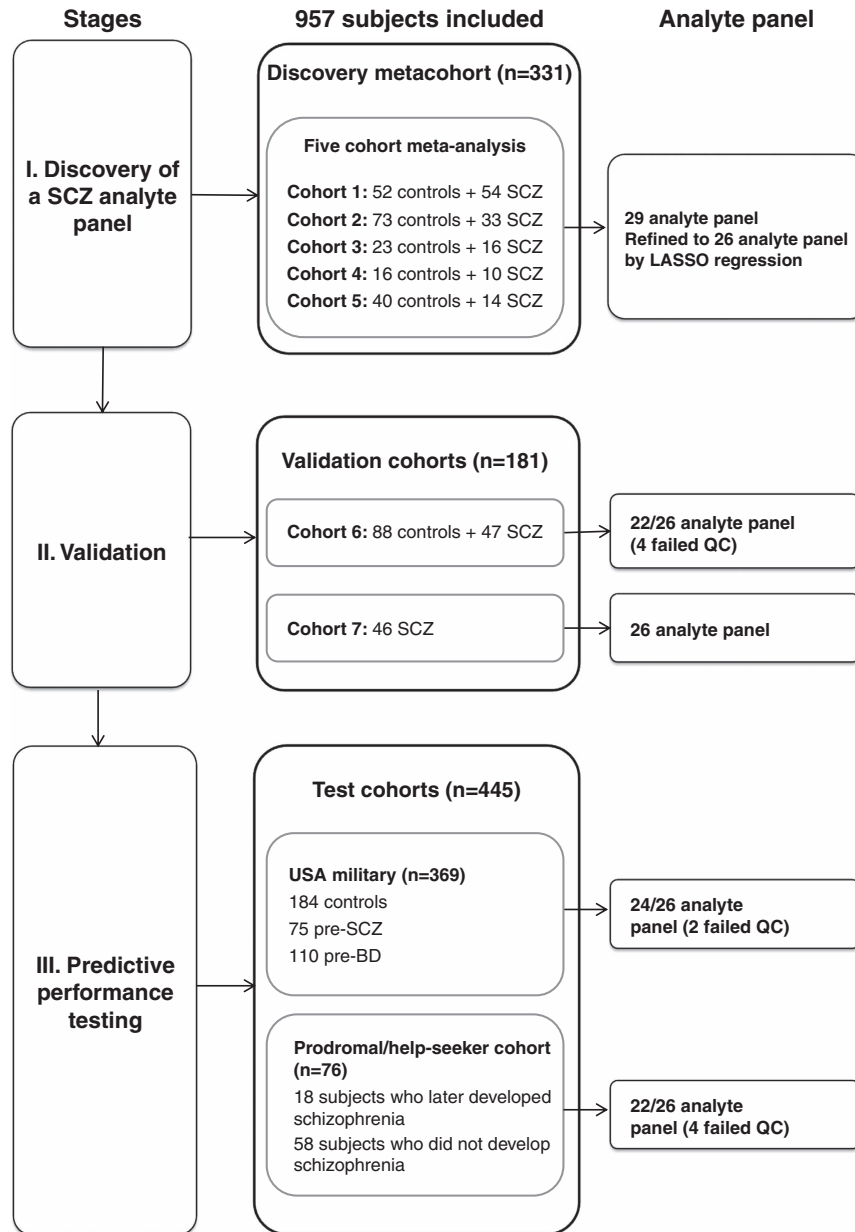 Stages
957 subjects included
Analyte panel
I. Discovery of
a SCZ analyte
panel
Discovery metacohort (n=331)
Five cohort meta-analysis
Cohort 1: 52 controls + 54 SCZ
Cohort 2: 73 controls + 33 SCZ
Cohort 3: 23 controls + 16 SCZ
Cohort 4: 16 controls + 10 SCZ
Cohort 5: 40 controls + 14 SCZ
29 analyte panel
Refined to 26 analyte panel
by LASSO regression
II. Validation
Validation cohorts (n=181)
Cohort 6: 88 controls + 47 SCZ
22/26 analyte panel
(4 failed QC)
Cohort 7: 46 SCZ
26 analyte panel
III. Predictive
performance
testing
Test cohorts (n=445)
USA military (n=369)
184 controls
75 pre-SCZ
110 pre-BD
24/26 analyte
panel (2 failed QC)
Prodromal/help-seeker cohort
(n=76)
18 subjects who later developed
schizophrenia
58 subjects who did not develop
schizophrenia
22/26 analyte
panel (4 failed QC)